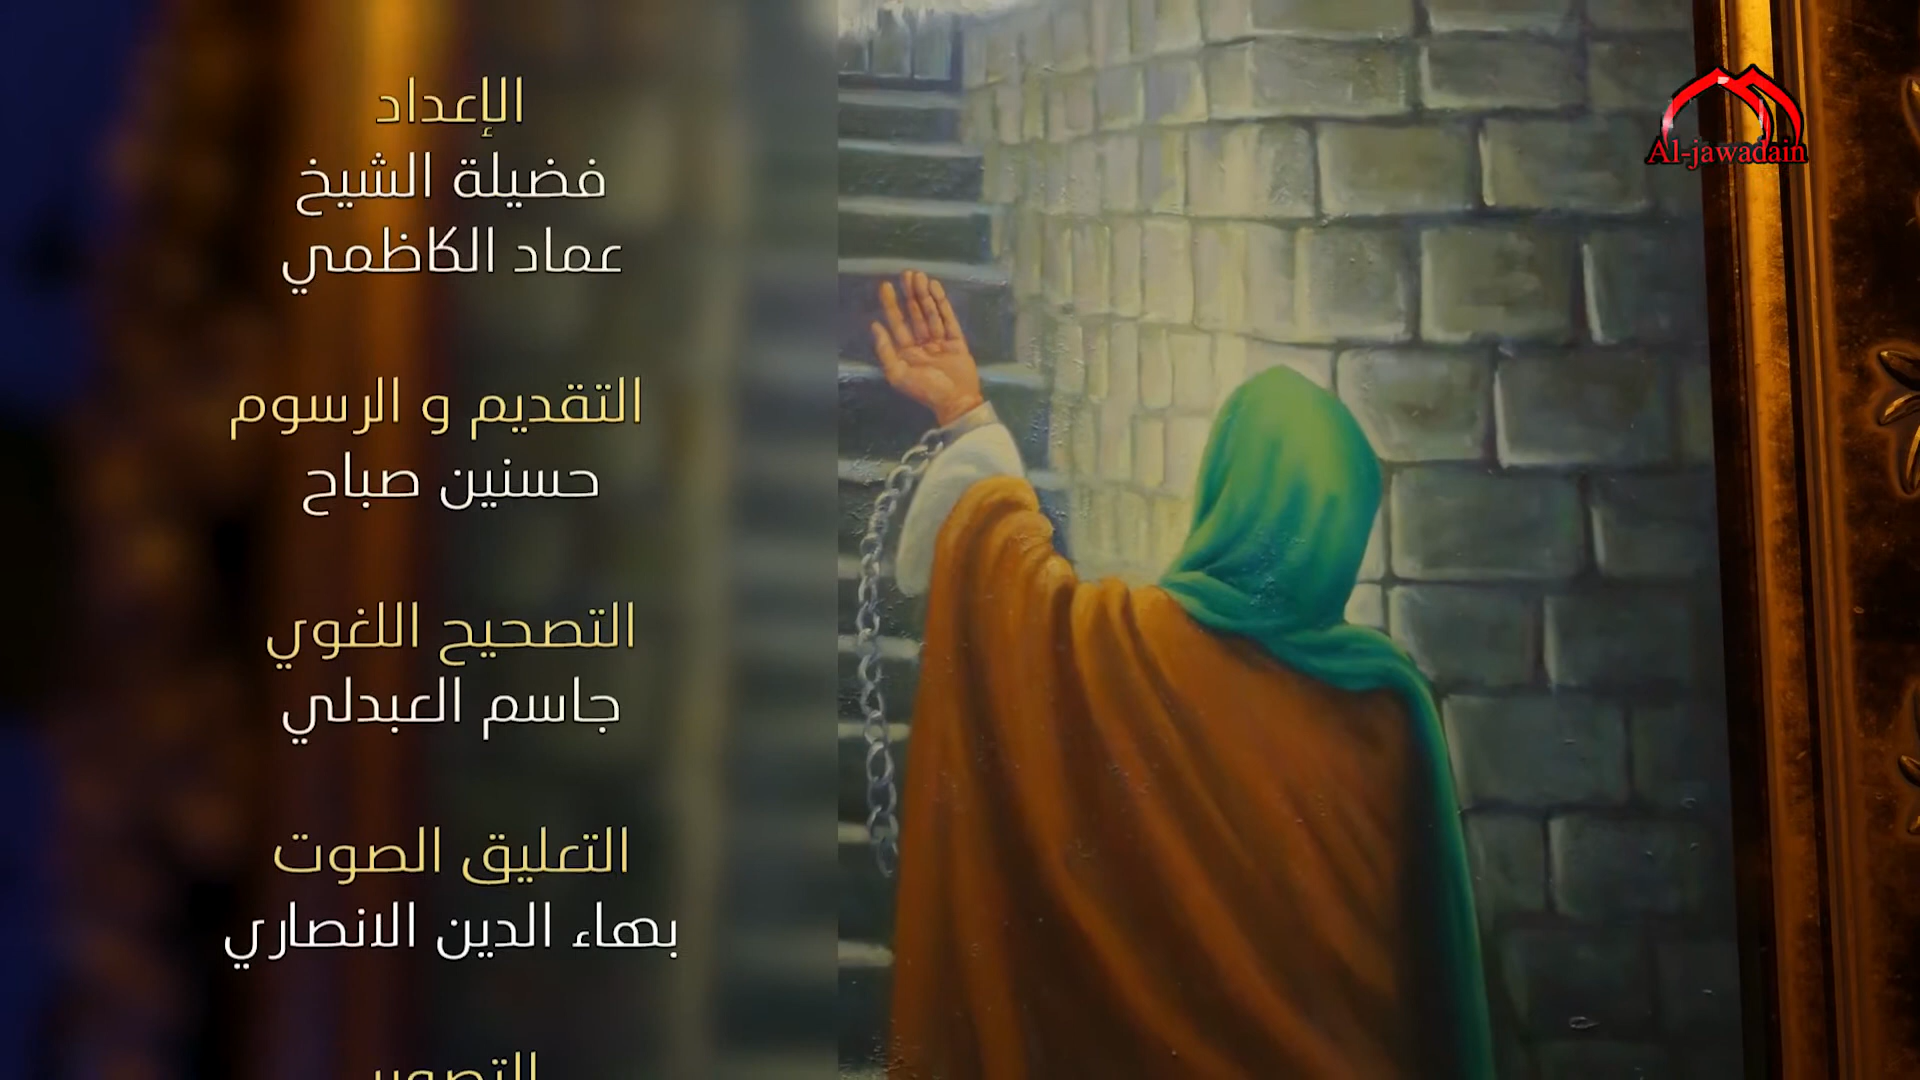 الإعداد
فضيلة الشيخ
عماد الكاظمي
التقديم و الرسوم
حسنين صباح
التصحيح اللغوي
جاسم العبدلي
التعليق الصوت
بهاء الدين الانصاري
التصوير
Al-jawadain